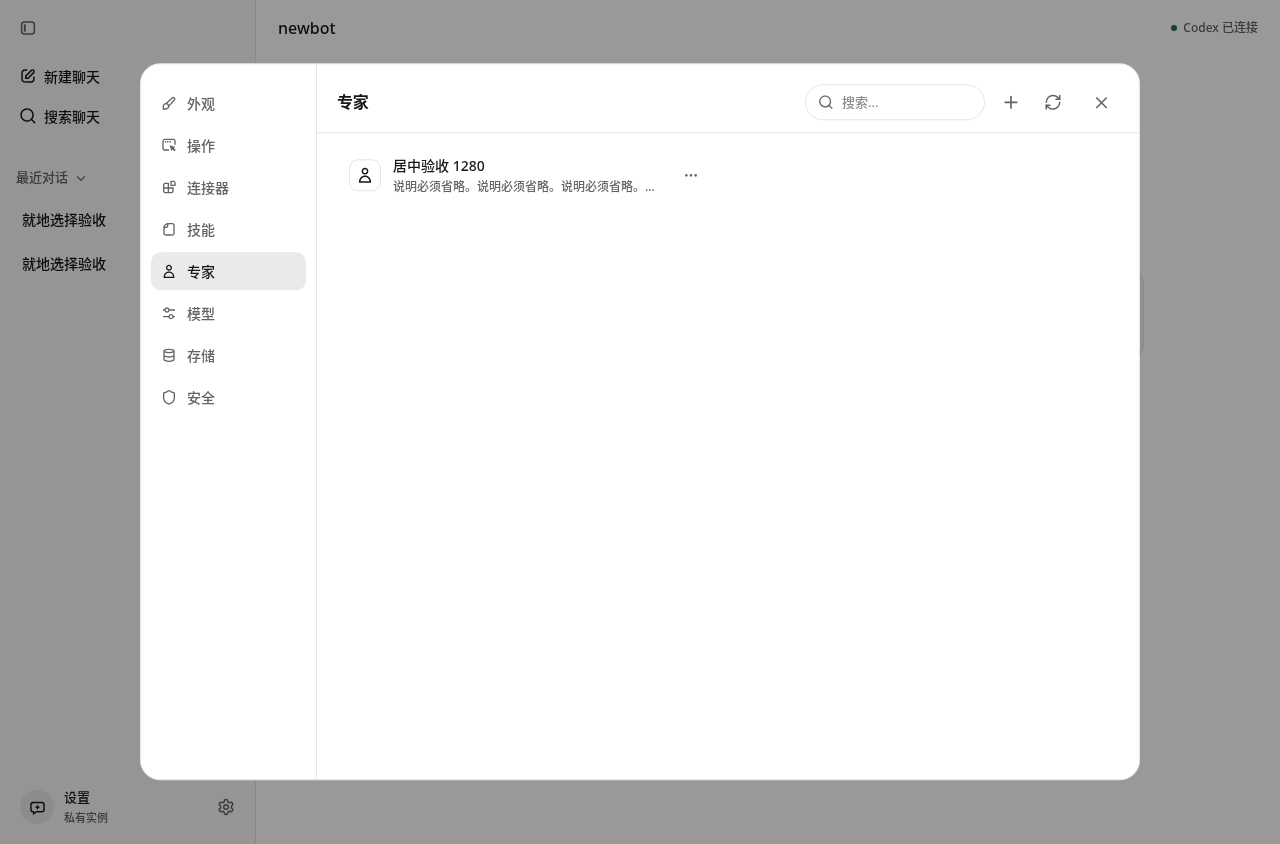 newbot
Codex 已连接
新建聊天
搜索聊天
最近对话
就地选择验收
就地选择验收
设置
私有实例
外观
操作
连接器
技能
专家
模型
存储
安全
专家
搜索...
居中验收 1280
说明必须省略。说明必须省略。说明必须省略。...